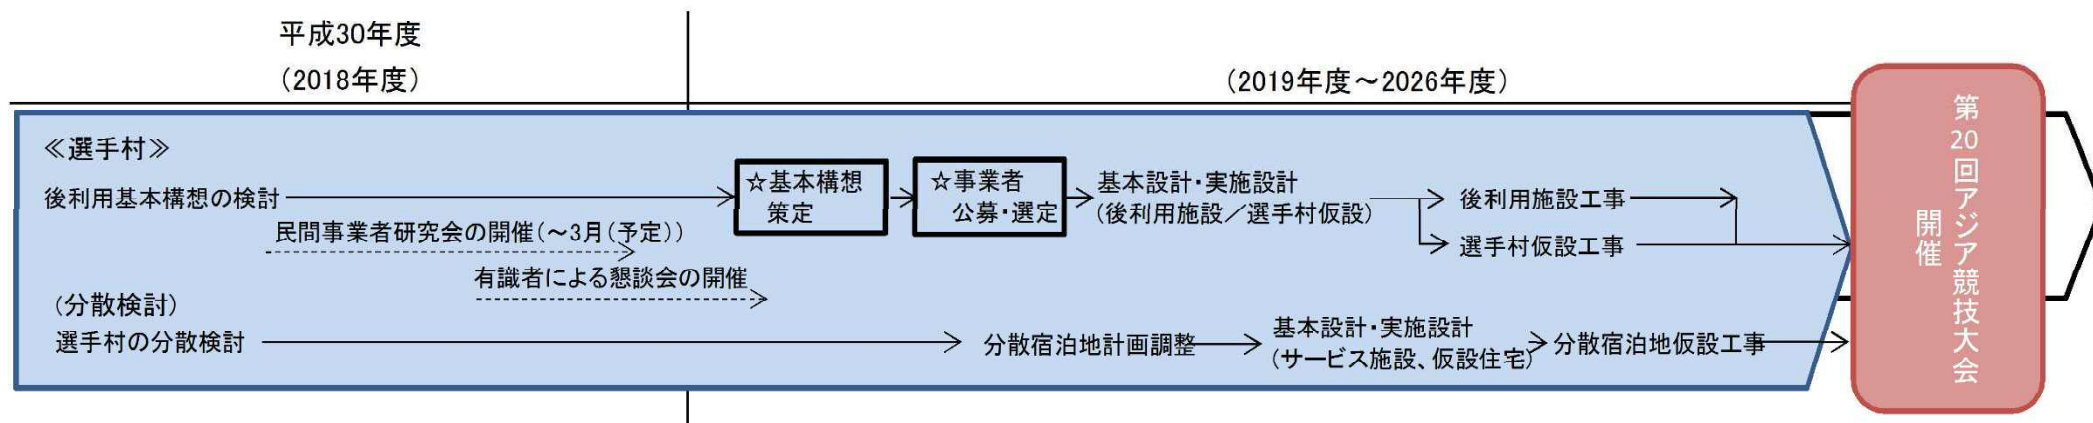 平成30年度
(2018年度)
(2019年度～2026年度)
≪選手村≫
後利用基本構想の検討
☆基本構想
策定
☆事業者
公募・選定
基本設計・実施設計
(後利用施設／選手村仮設)
後利用施設工事
選手村仮設工事
民間事業者研究会の開催(～3月(予定))
有識者による懇談会の開催
(分散検討)
選手村の分散検討
分散宿泊地計画調整
基本設計・実施設計
(サービス施設、仮設住宅)
分散宿泊地仮設工事
第20回アジア競技大会
開催